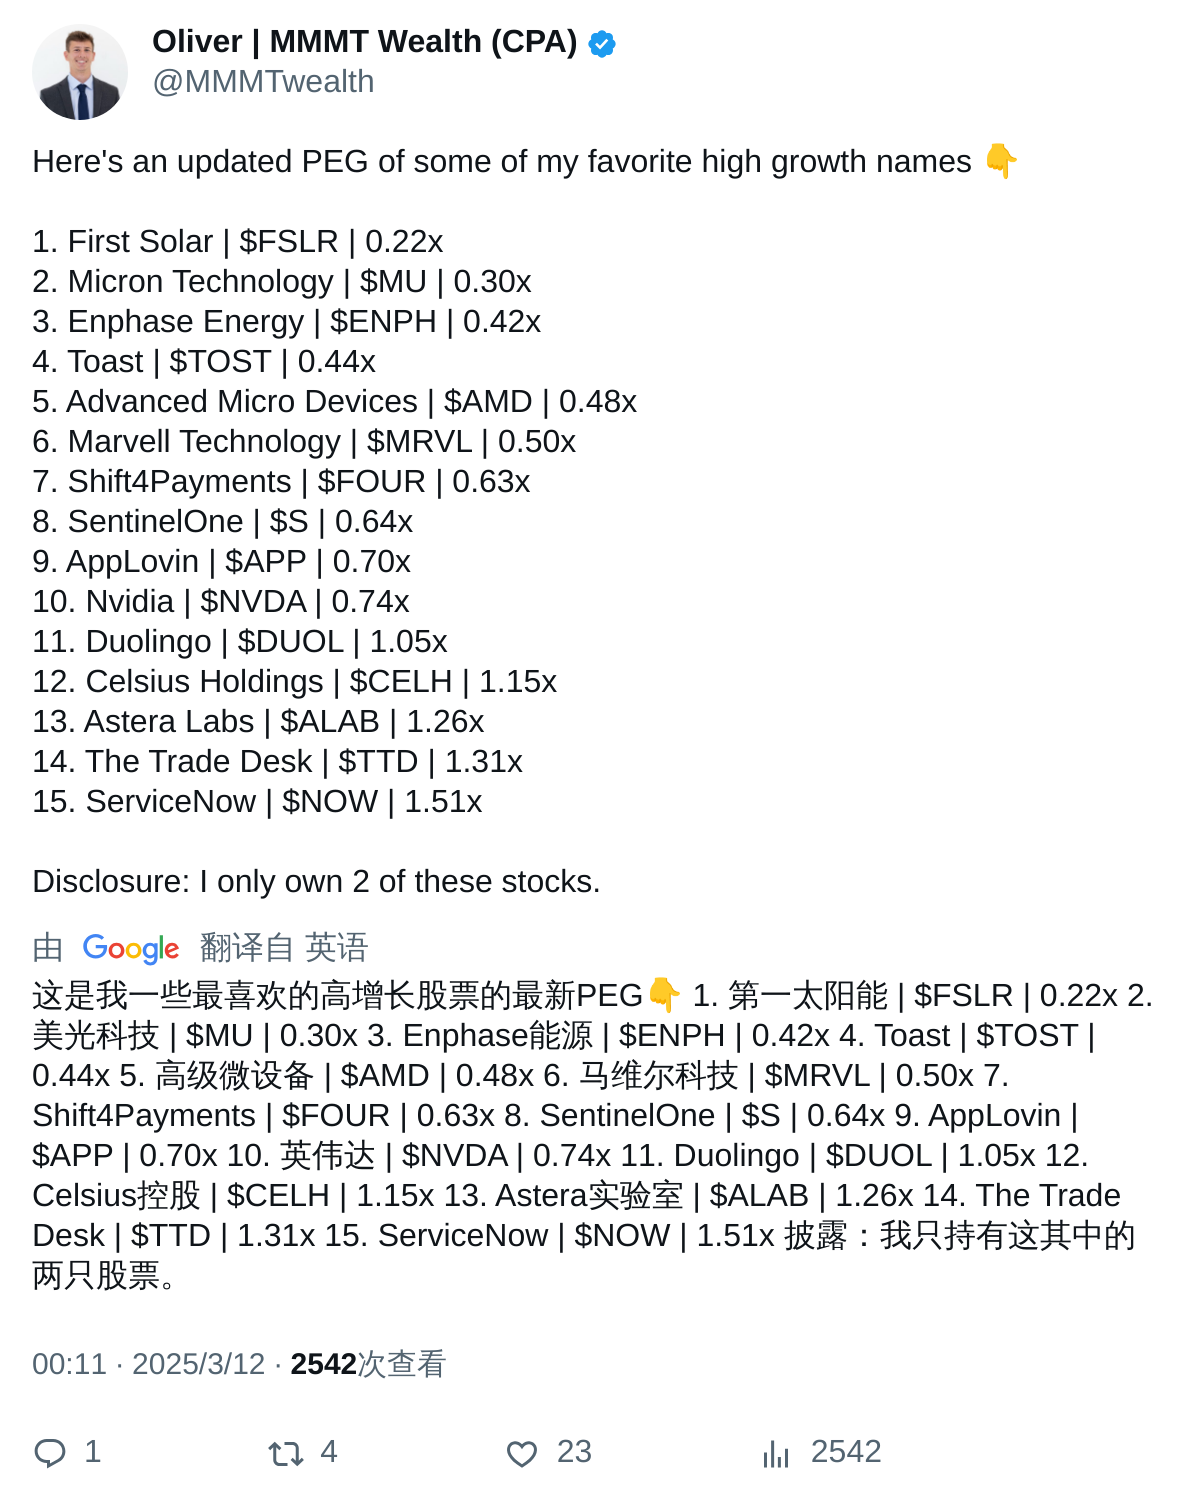 Oliver | MMMT Wealth (CPA)
@MMMTwealth
Here's an updated PEG of some of my favorite high growth names 👇
1. First Solar | $FSLR | 0.22x
2. Micron Technology | $MU | 0.30x
3. Enphase Energy | $ENPH | 0.42x
4. Toast | $TOST | 0.44x
5. Advanced Micro Devices | $AMD | 0.48x
6. Marvell Technology | $MRVL | 0.50x
7. Shift4Payments | $FOUR | 0.63x
8. SentinelOne | $S | 0.64x
9. AppLovin | $APP | 0.70x
10. Nvidia | $NVDA | 0.74x
11. Duolingo | $DUOL | 1.05x
12. Celsius Holdings | $CELH | 1.15x
13. Astera Labs | $ALAB | 1.26x
14. The Trade Desk | $TTD | 1.31x
15. ServiceNow | $NOW | 1.51x
Disclosure: I only own 2 of these stocks.
由 Google 翻译自 英语
这是我一些最喜欢的高增长股票的最新PEG👇 1. 第一太阳能 | $FSLR | 0.22x 2.
美光科技 | $MU | 0.30x 3. Enphase能源 | $ENPH | 0.42x 4. Toast | $TOST |
0.44x 5. 高级微设备 | $AMD | 0.48x 6. 马维尔科技 | $MRVL | 0.50x 7.
Shift4Payments | $FOUR | 0.63x 8. SentinelOne | $S | 0.64x 9. AppLovin |
$APP | 0.70x 10. 英伟达 | $NVDA | 0.74x 11. Duolingo | $DUOL | 1.05x 12.
Celsius控股 | $CELH | 1.15x 13. Astera实验室 | $ALAB | 1.26x 14. The Trade
Desk | $TTD | 1.31x 15. ServiceNow | $NOW | 1.51x 披露：我只持有这其中的
两只股票。
00:11 · 2025/3/12 · 2542次查看
1 4 23 2542